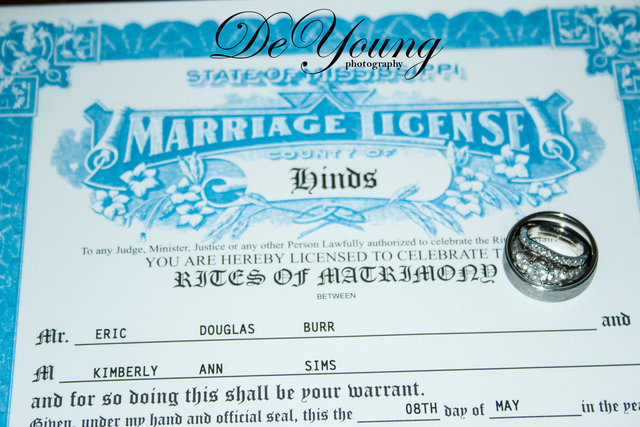 DeYoung
photography
STATE OF MISSISSIPPI
MARRIAGE LICENSE
COUNTY OF
Hinds
To any Judge, Minister, Justice or any other Person Lawfully authorized to celebrate the
YOU ARE HEREBY LICENSED TO CELEBRATE
RITES OF MATRIMONY
BETWEEN
Mr. ERIC DOUGLAS BURR and
M KIMBERLY ANN SIMS
and for so doing this shall be your warrant.
Given, under my hand and official seal, this the 08TH day of MAY in the